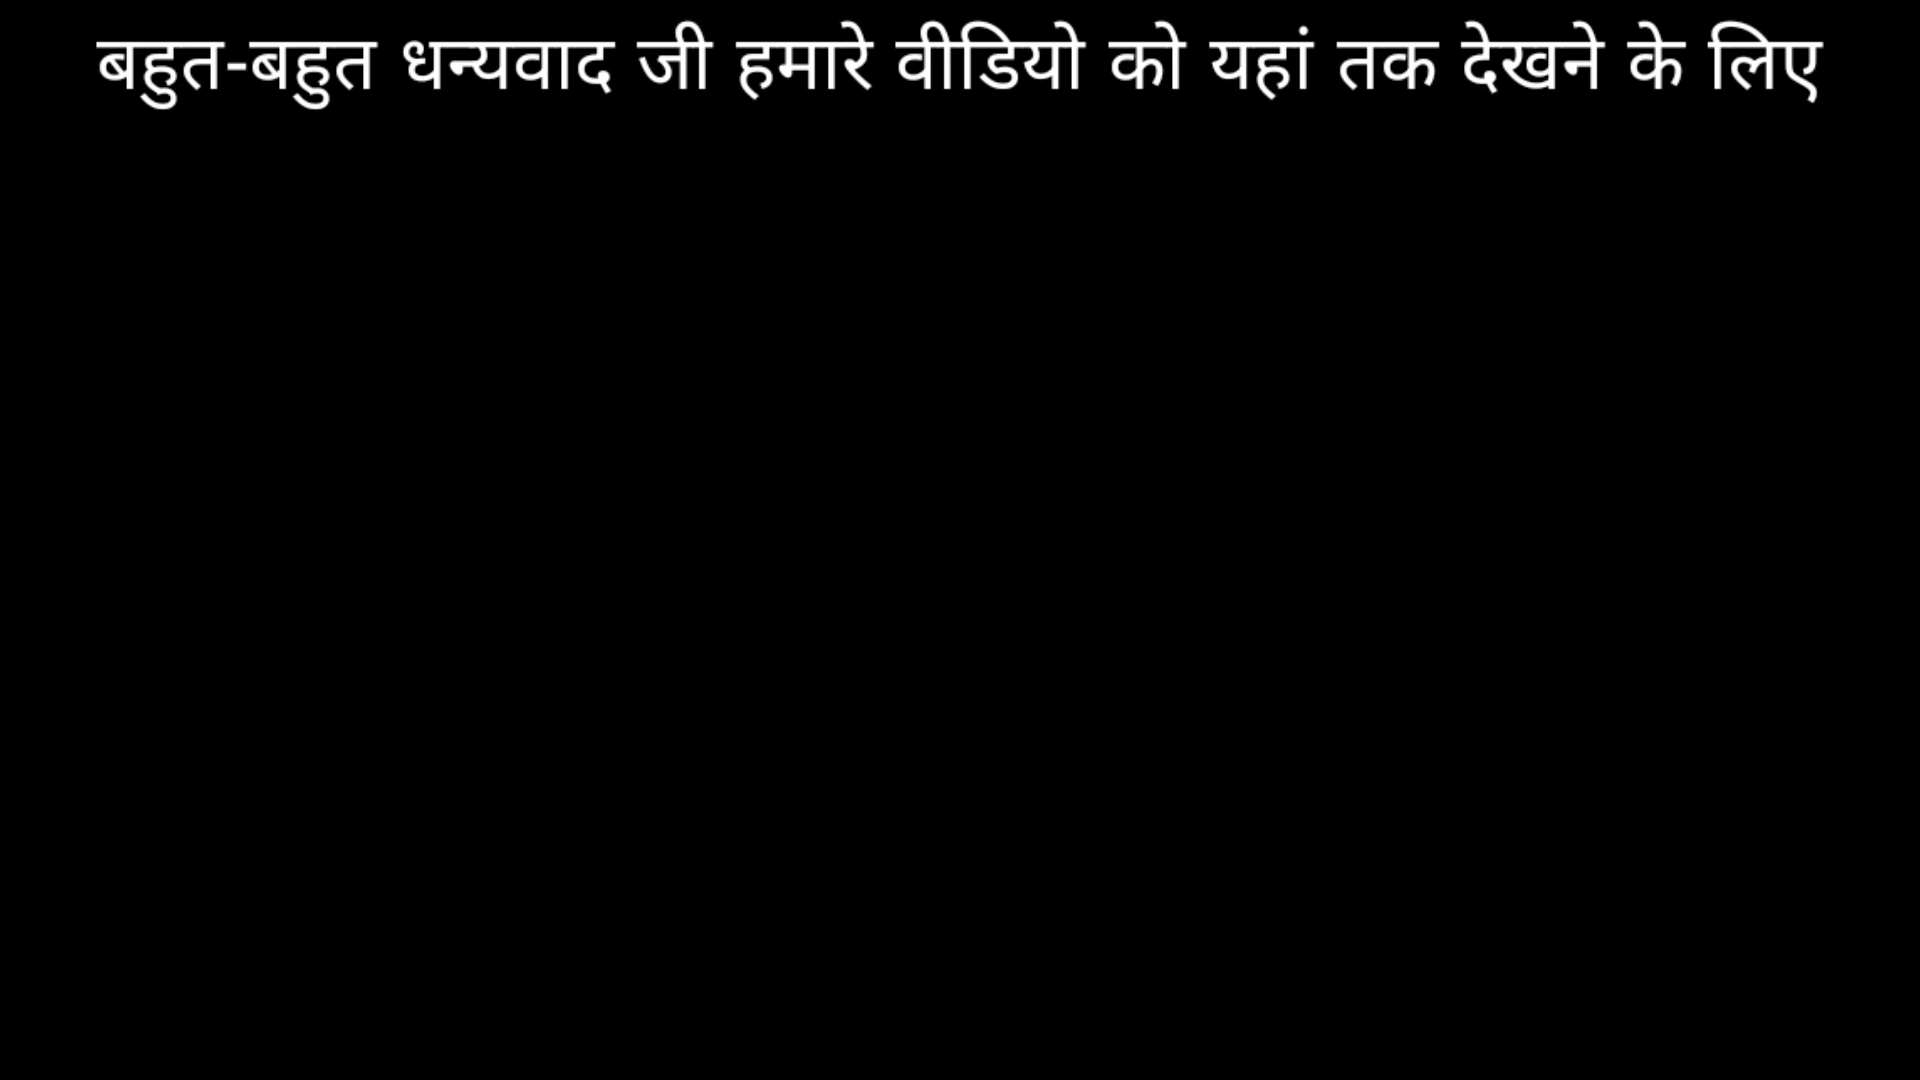 बहुत-बहुत धन्यवाद जी हमारे वीडियो को यहां तक देखने के लिए